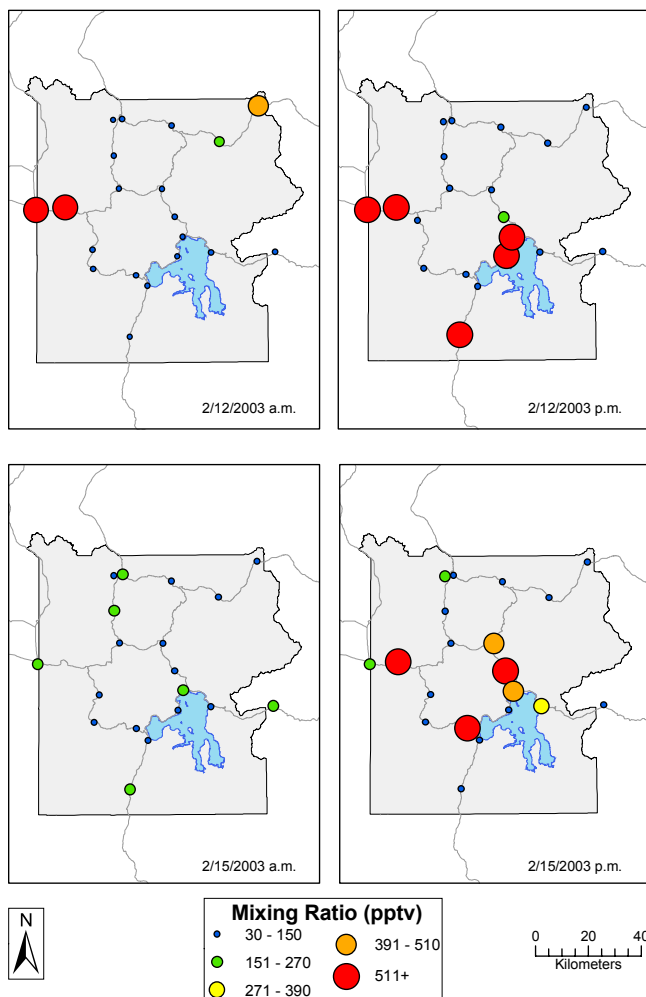 2/12/2003 a.m.
2/12/2003 p.m.
2/15/2003 a.m.
2/15/2003 p.m.
N
Mixing Ratio (pptv)
30 - 150
151 - 270
271 - 390
391 - 510
511+
0 20 40
Kilometers